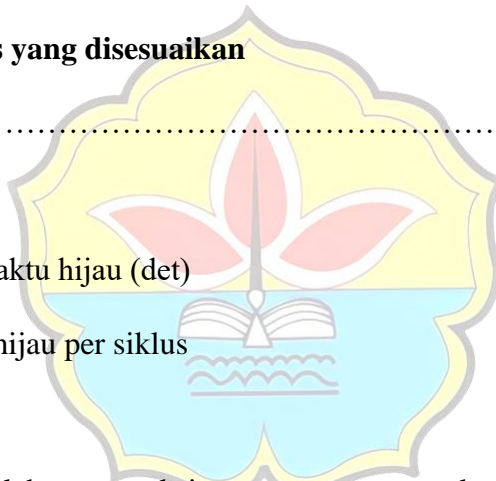 yang disesuaikan
……………………………………………
aktu hijau (det)
hijau per siklus